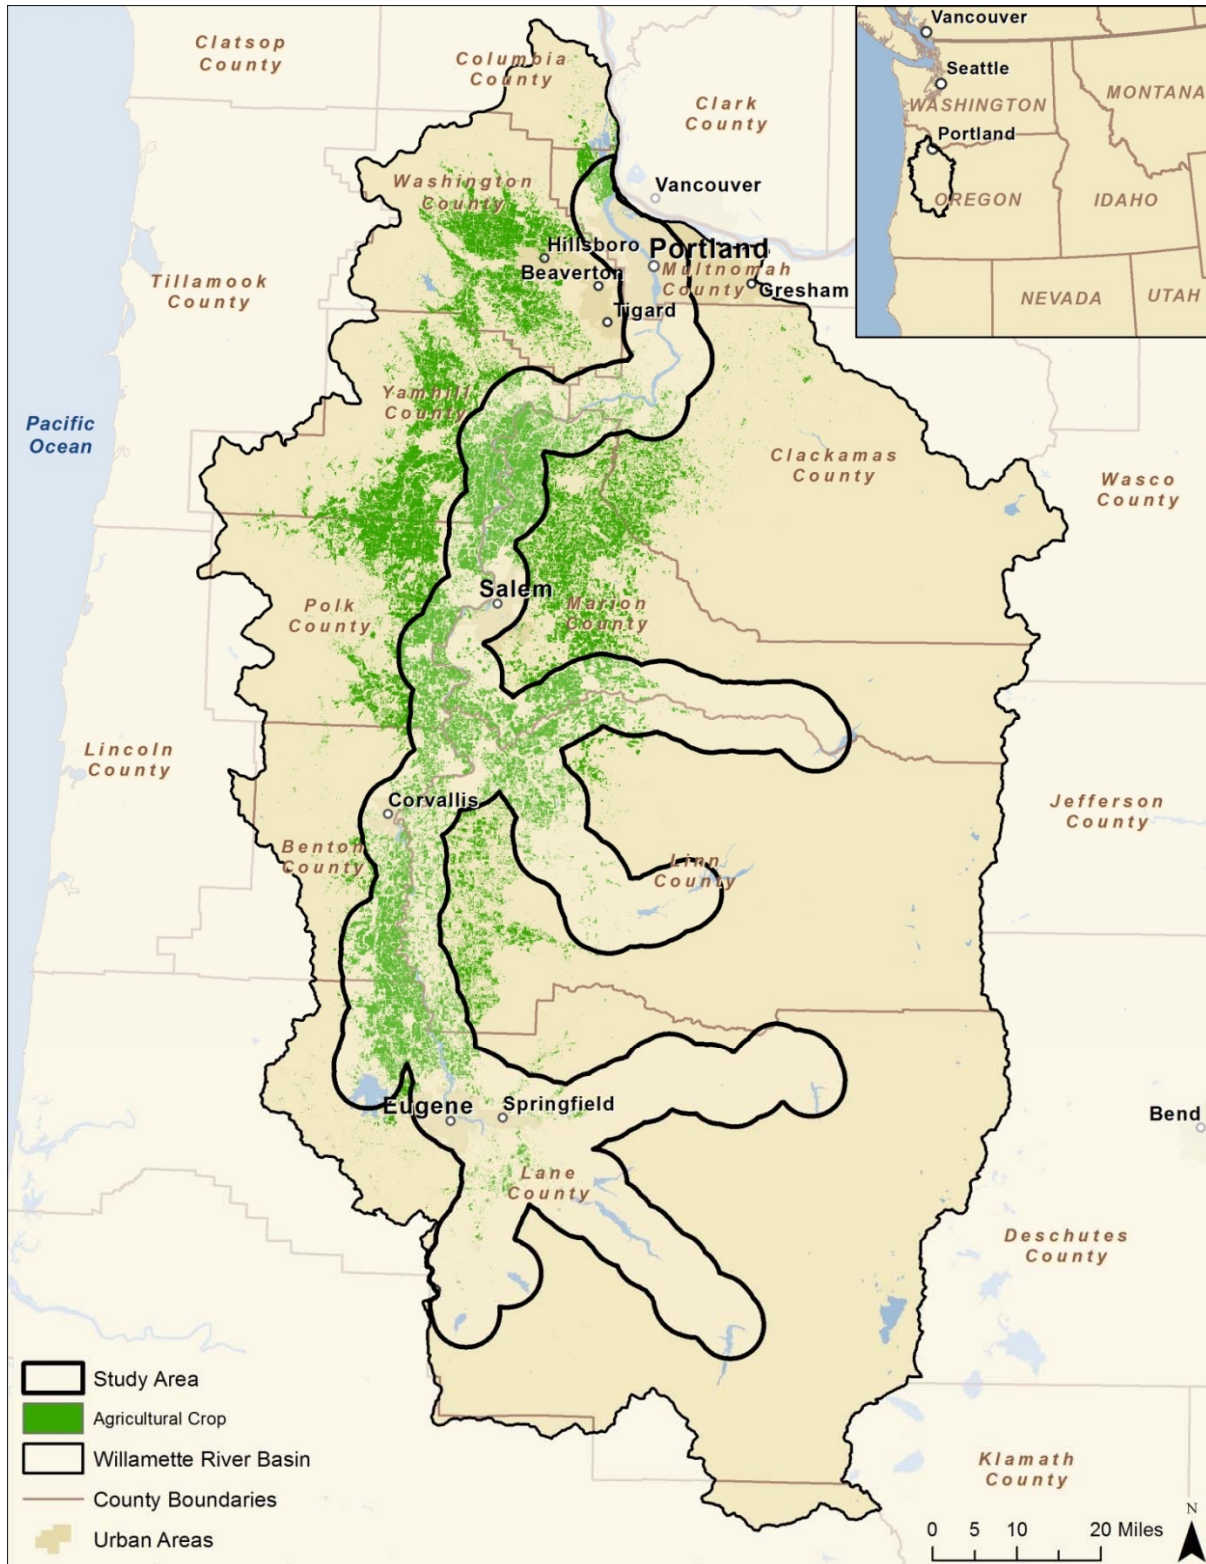 Clatsop
County
Columbia
County
Clark
County
Vancouver
Seattle
WASHINGTON
MONTANA
Portland
OREGON
IDAHO
NEVADA
UTAH
Washington
County
Vancouver
Hillsboro
Portland
Beaverton
Multnomah
County
Gresham
Tillamook
County
Tigard
Yamhill
County
Pacific
Ocean
Clackamas
County
Wasco
County
Salem
Polk
County
Marion
County
Lincoln
County
Corvallis
Jefferson
County
Benton
County
Linn
County
Eugene
Springfield
Bend
Lane
County
Deschutes
County
Study Area
Agricultural Crop
Willamette River Basin
County Boundaries
Urban Areas
Klamath
County
N
0 5 10 20 Miles